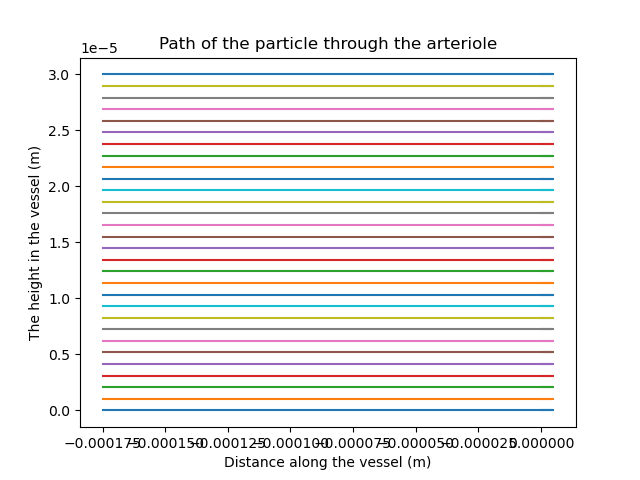 Path of the particle through the arteriole
1e−5
3.0
2.5
2.0
1.5
1.0
0.5
0.0
The height in the vessel (m)
−0.000175 −0.000150 −0.000125 −0.000100 −0.000075 −0.000050 −0.000025 0.000000
Distance along the vessel (m)